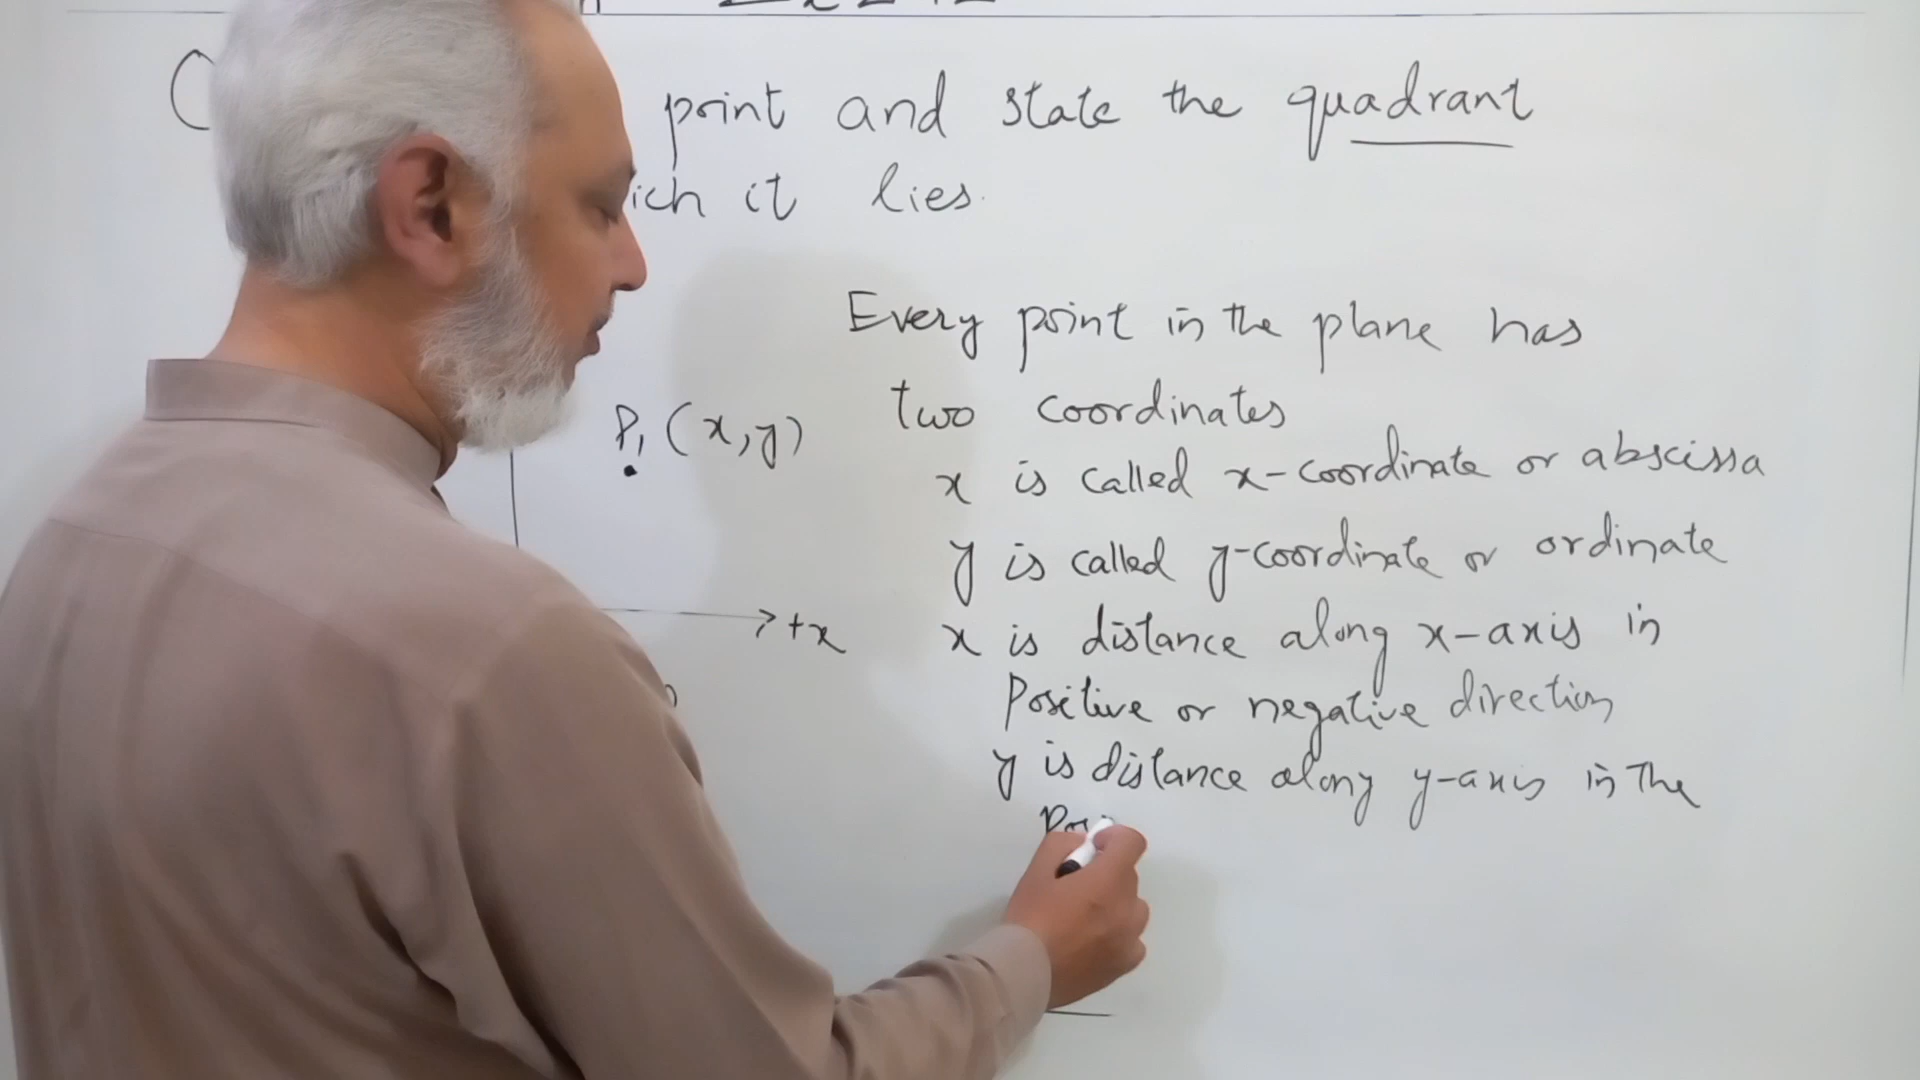 point and state the quadrant
ich it lies.
Every point in the plane has
two coordinates
P₁(x,y)
x is called x-coordinate or abscissa
y is called y-coordinate or ordinate
+x
x is distance along x-axis in
Positive or negative direction
y is distance along y-axis in The
Pos